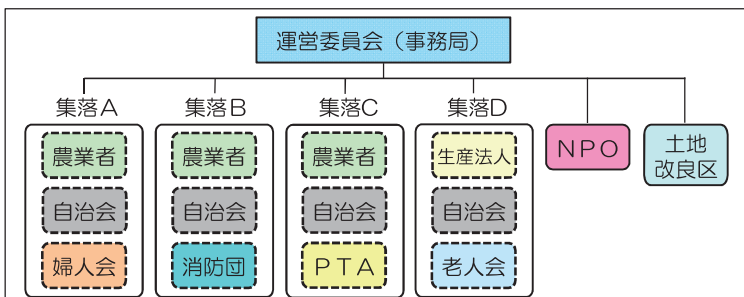 運営委員会（事務局）
集落Ａ
集落Ｂ
集落Ｃ
集落Ｄ
農業者
自治会
婦人会
農業者
自治会
消防団
農業者
自治会
ＰＴＡ
生産法人
自治会
老人会
ＮＰＯ
土地
改良区